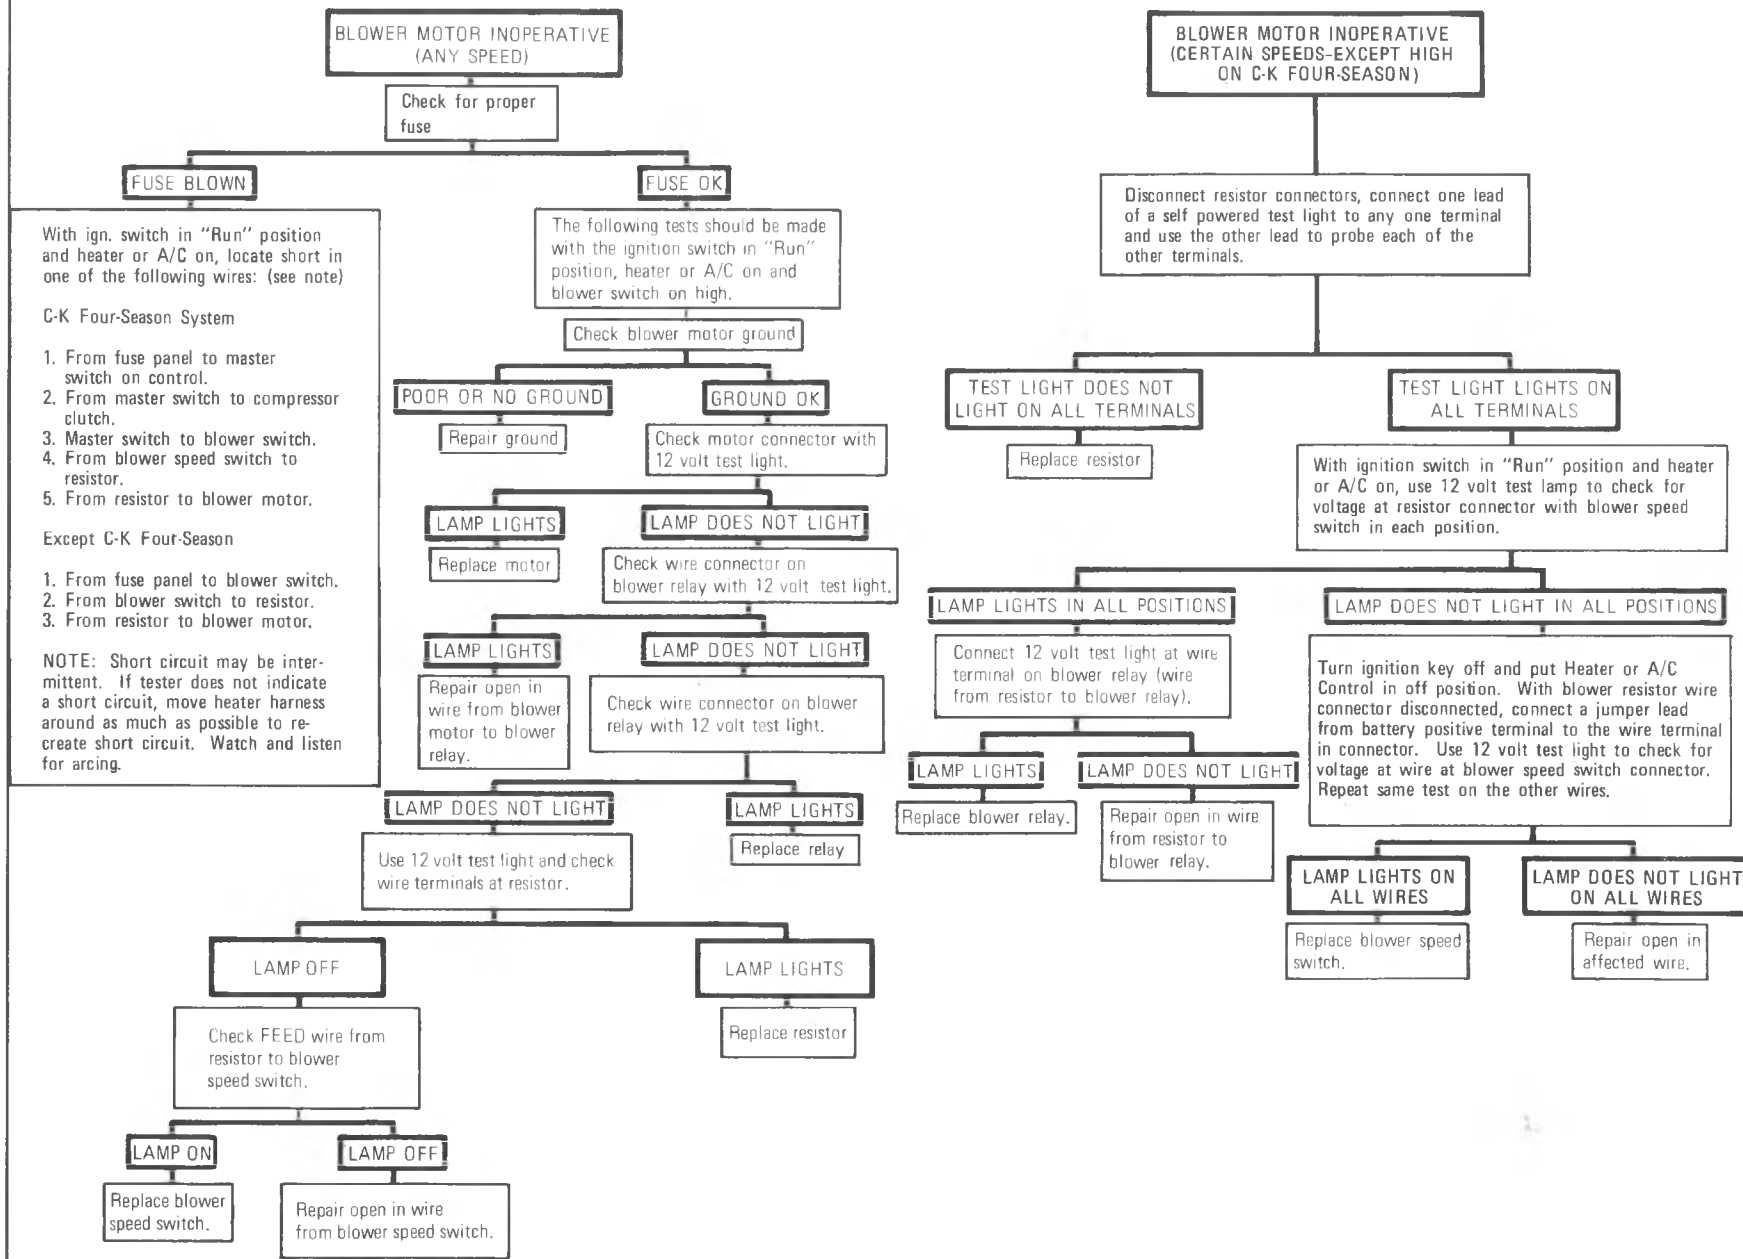 BLOWER MOTOR INOPERATIVE
(ANY SPEED)
Check for proper
fuse
FUSE BLOWN
FUSE OK
With ign. switch in "Run" position
and heater or A/C on, locate short in
one of the following wires: (see note)
C-K Four-Season System
1. From fuse panel to master
switch on control.
2. From master switch to compressor
clutch.
3. Master switch to blower switch.
4. From blower speed switch to
resistor.
5. From resistor to blower motor.
Except C-K Four-Season
1. From fuse panel to blower switch.
2. From blower switch to resistor.
3. From resistor to blower motor.
NOTE: Short circuit may be inter-
mittent. If tester does not indicate
a short circuit, move heater harness
around as much as possible to re-
create short circuit. Watch and listen
for arcing.
The following tests should be made
with the ignition switch in "Run"
position, heater or A/C on and
blower switch on high.
Check blower motor ground
POOR OR NO GROUND
GROUND OK
Repair ground
Check motor connector with
12 volt test light.
LAMP LIGHTS
LAMP DOES NOT LIGHT
Replace motor
Check wire connector on
blower relay with 12 volt test light.
LAMP LIGHTS
LAMP DOES NOT LIGHT
Repair open in
wire from blower
motor to blower
relay.
Check wire connector on blower
relay with 12 volt test light.
LAMP DOES NOT LIGHT
LAMP LIGHTS
Use 12 volt test light and check
wire terminals at resistor.
Replace relay
LAMP OFF
LAMP LIGHTS
Check FEED wire from
resistor to blower
speed switch.
Replace resistor
LAMP ON
LAMP OFF
Replace blower
speed switch.
Repair open in wire
from blower speed switch.
BLOWER MOTOR INOPERATIVE
(CERTAIN SPEEDS-EXCEPT HIGH
ON C-K FOUR-SEASON)
Disconnect resistor connectors, connect one lead
of a self powered test light to any one terminal
and use the other lead to probe each of the
other terminals.
TEST LIGHT DOES NOT
LIGHT ON ALL TERMINALS
TEST LIGHT LIGHTS ON
ALL TERMINALS
Replace resistor
With ignition switch in "Run" position and heater
or A/C on, use 12 volt test lamp to check for
voltage at resistor connector with blower speed
switch in each position.
LAMP LIGHTS IN ALL POSITIONS
LAMP DOES NOT LIGHT IN ALL POSITIONS
Connect 12 volt test light at wire
terminal on blower relay (wire
from resistor to blower relay).
Turn ignition key off and put Heater or A/C
Control in off position. With blower resistor wire
connector disconnected, connect a jumper lead
from battery positive terminal to the wire terminal
in connector. Use 12 volt test light to check for
voltage at wire at blower speed switch connector.
Repeat same test on the other wires.
LAMP LIGHTS
LAMP DOES NOT LIGHT
Replace blower relay.
Repair open in wire
from resistor to
blower relay.
LAMP LIGHTS ON
ALL WIRES
LAMP DOES NOT LIGHT
ON ALL WIRES
Replace blower speed
switch.
Repair open in
affected wire.